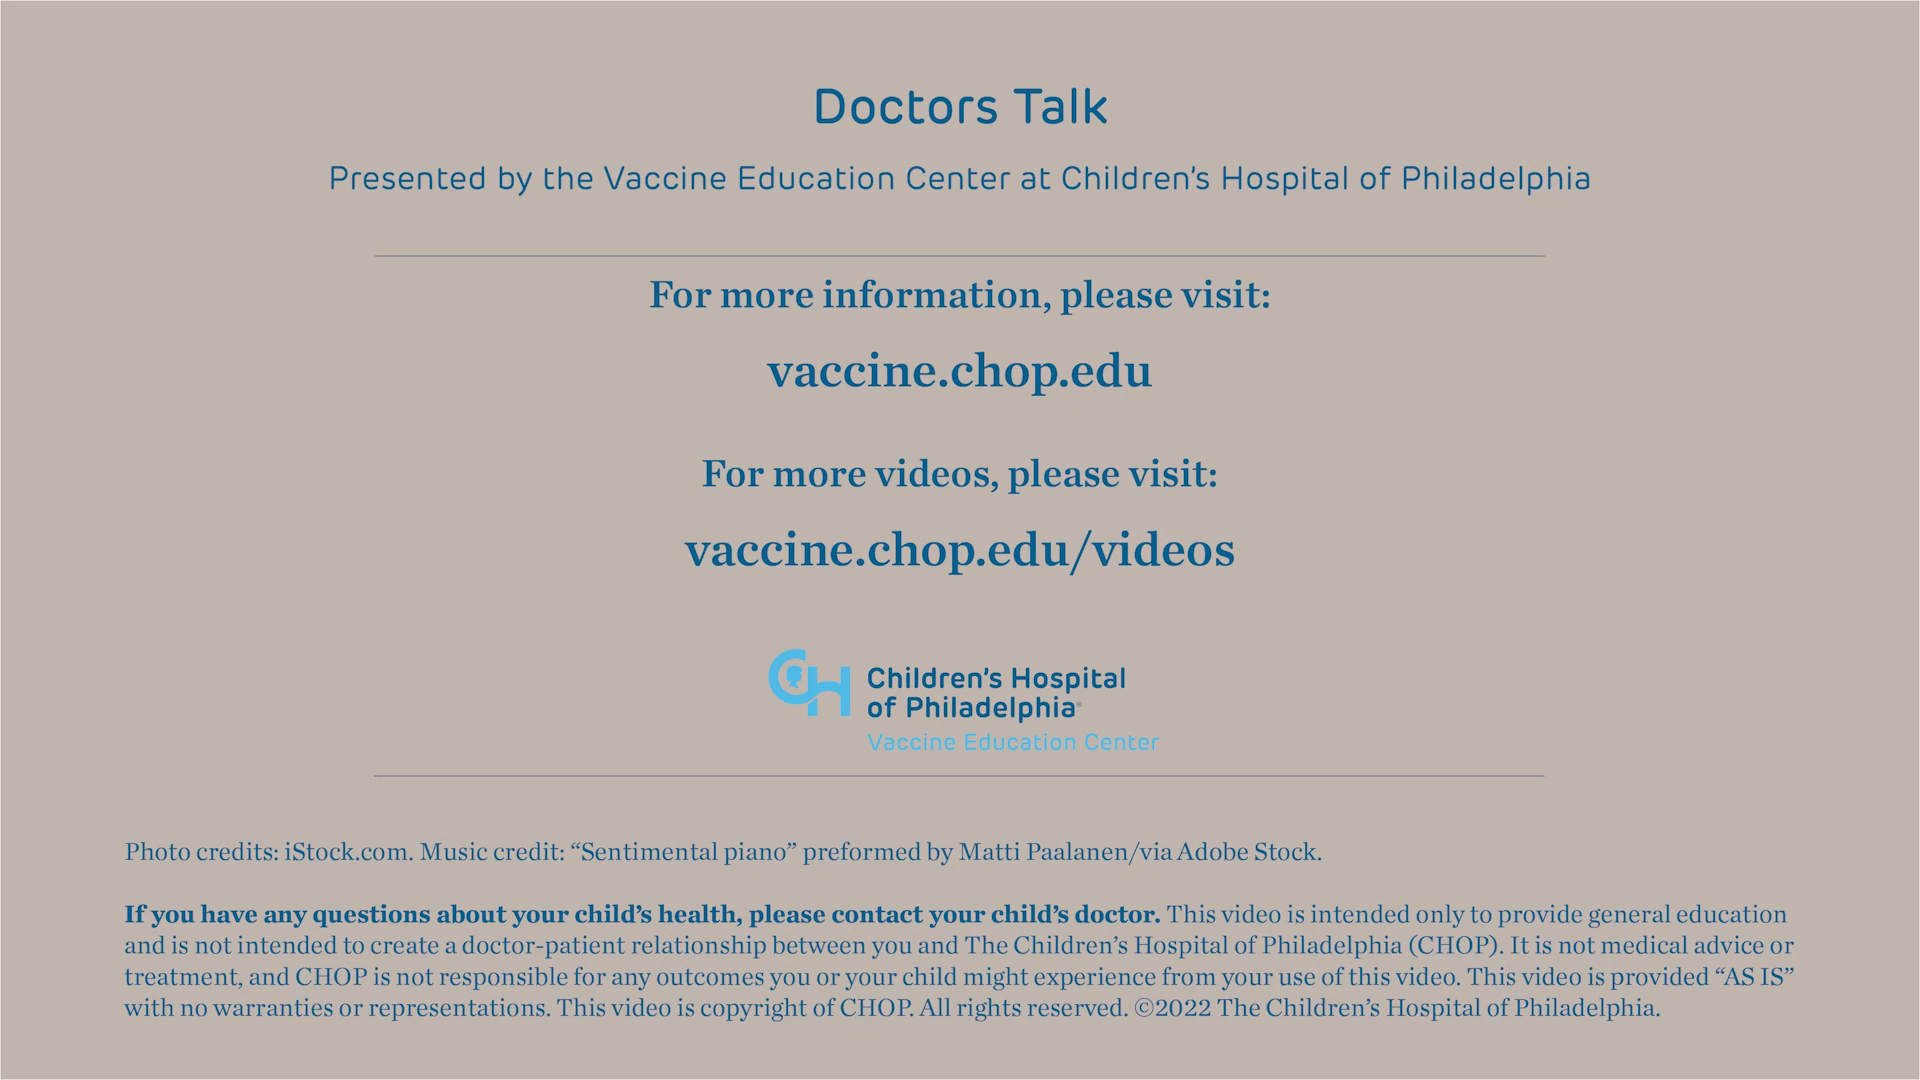 Doctors Talk
Presented by the Vaccine Education Center at Children’s Hospital of Philadelphia
For more information, please visit:
vaccine.chop.edu
For more videos, please visit:
vaccine.chop.edu/videos
CH
Children’s Hospital
of Philadelphia®
Vaccine Education Center
Photo credits: iStock.com. Music credit: “Sentimental piano” preformed by Matti Paalanen/via Adobe Stock.
If you have any questions about your child’s health, please contact your child’s doctor. This video is intended only to provide general education
and is not intended to create a doctor-patient relationship between you and The Children’s Hospital of Philadelphia (CHOP). It is not medical advice or
treatment, and CHOP is not responsible for any outcomes you or your child might experience from your use of this video. This video is provided “AS IS”
with no warranties or representations. This video is copyright of CHOP. All rights reserved. ©2022 The Children’s Hospital of Philadelphia.